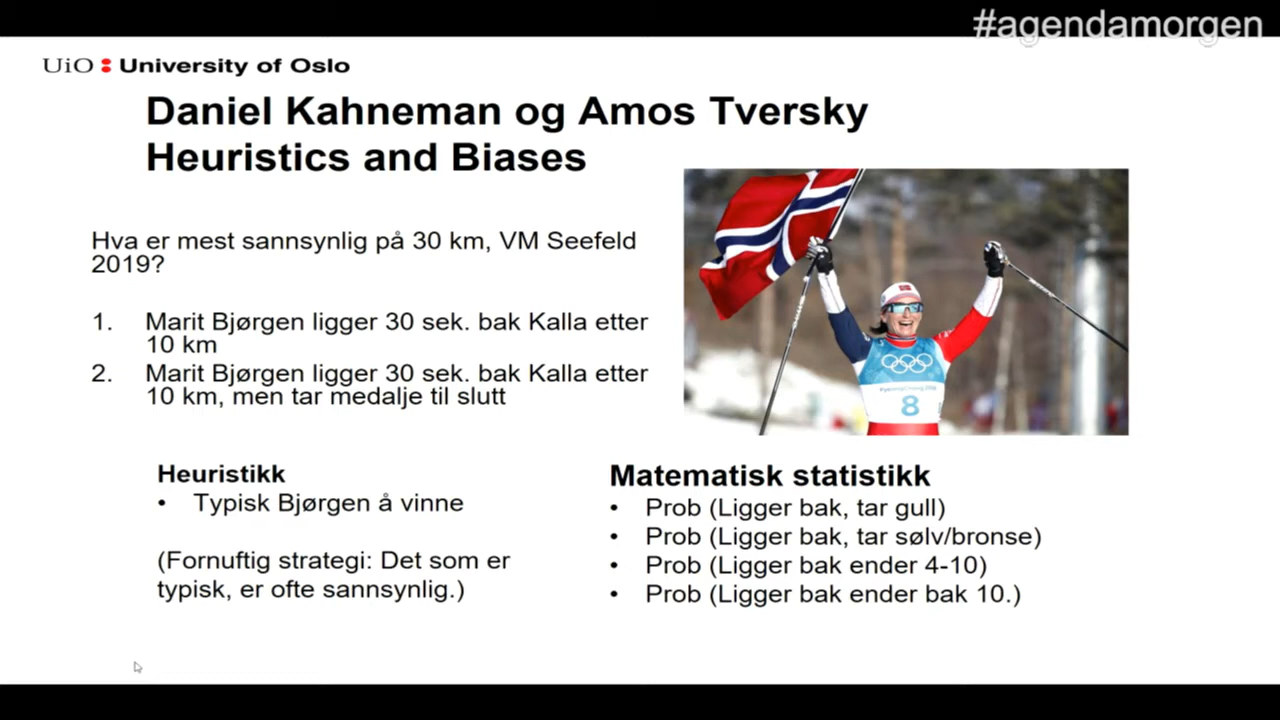 #agendamorgen
UiO University of Oslo
Daniel Kahneman og Amos Tversky
Heuristics and Biases
Hva er mest sannsynlig på 30 km, VM Seefeld
2019?
1. Marit Bjørgen ligger 30 sek. bak Kalla etter
10 km
2. Marit Bjørgen ligger 30 sek. bak Kalla etter
10 km, men tar medalje til slutt
8
Heuristikk
• Typisk Bjørgen å vinne
(Fornuftig strategi: Det som er
typisk, er ofte sannsynlig.)
Matematisk statistikk
• Prob (Ligger bak, tar gull)
• Prob (Ligger bak, tar sølv/bronse)
• Prob (Ligger bak ender 4-10)
• Prob (Ligger bak ender bak 10.)